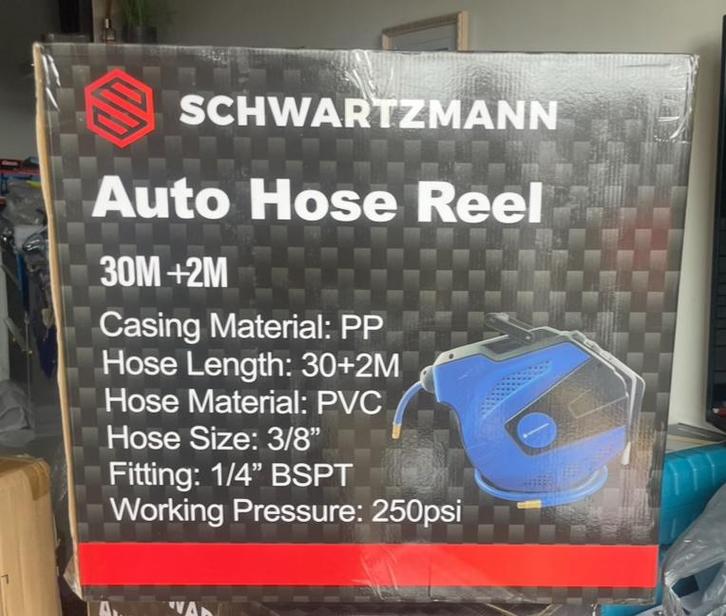 SCHWARTZMANN
Auto Hose Reel
30M +2M
Casing Material: PP
Hose Length: 30+2M
Hose Material: PVC
Hose Size: 3/8”
Fitting: 1/4” BSPT
Working Pressure: 250psi